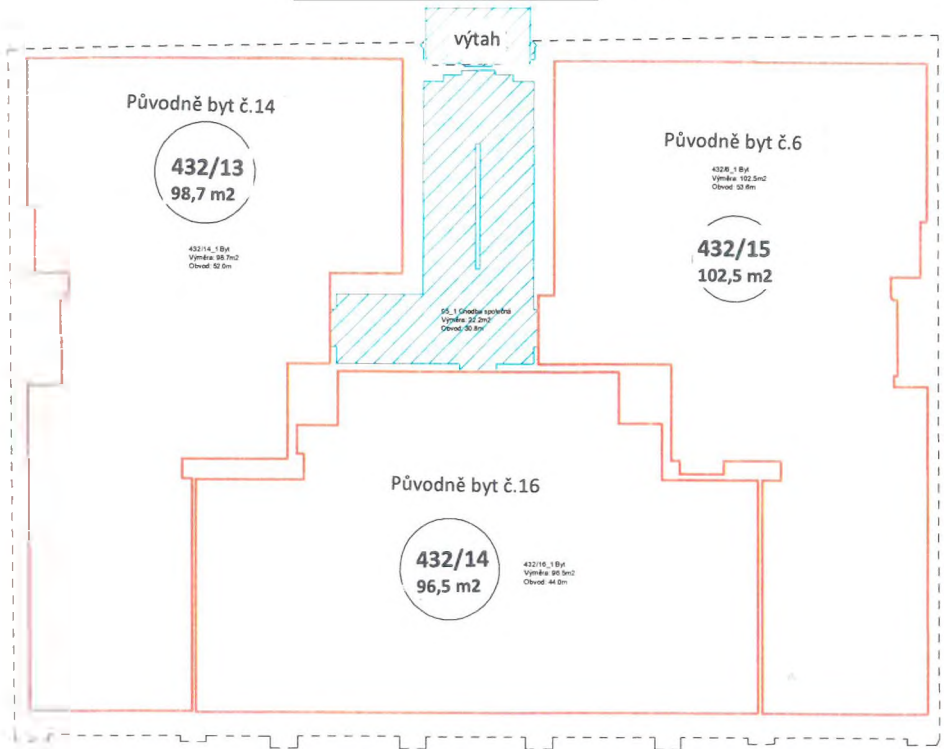 výtah
Původně byt č.14
432/13
98,7 m2
432/14_1 Byt
Výměra: 98.7m2
Obvod: 52.0m
Původně byt č.6
432/6_1 Byt
Výměra: 102.5m2
Obvod: 53.6m
432/15
102,5 m2
05_1 Chodba společná
Výměra: 22.2m2
Obvod: 30.8m
Původně byt č.16
432/14
96,5 m2
432/16_1 Byt
Výměra: 96.5m2
Obvod: 44.0m